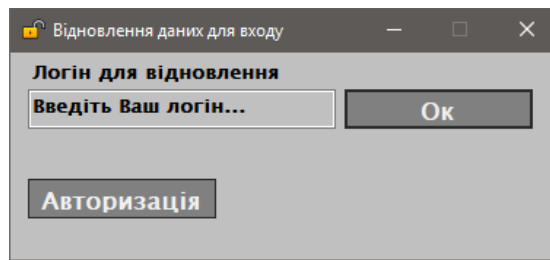 Відновлення даних для входу
Логін для відновлення
Введіть Ваш логін...
Ок
Авторизація